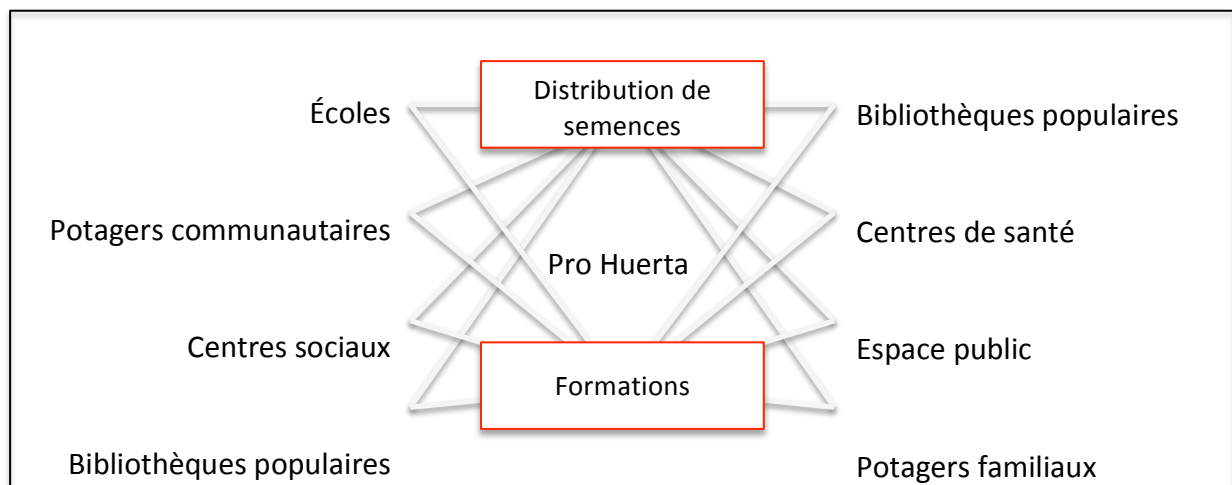 Distribution de
semences
Écoles
Bibliothèques populaires
Potagers communautaires
Centres de santé
Pro Huerta
Centres sociaux
Espace public
Formations
Bibliothèques populaires
Potagers familiaux